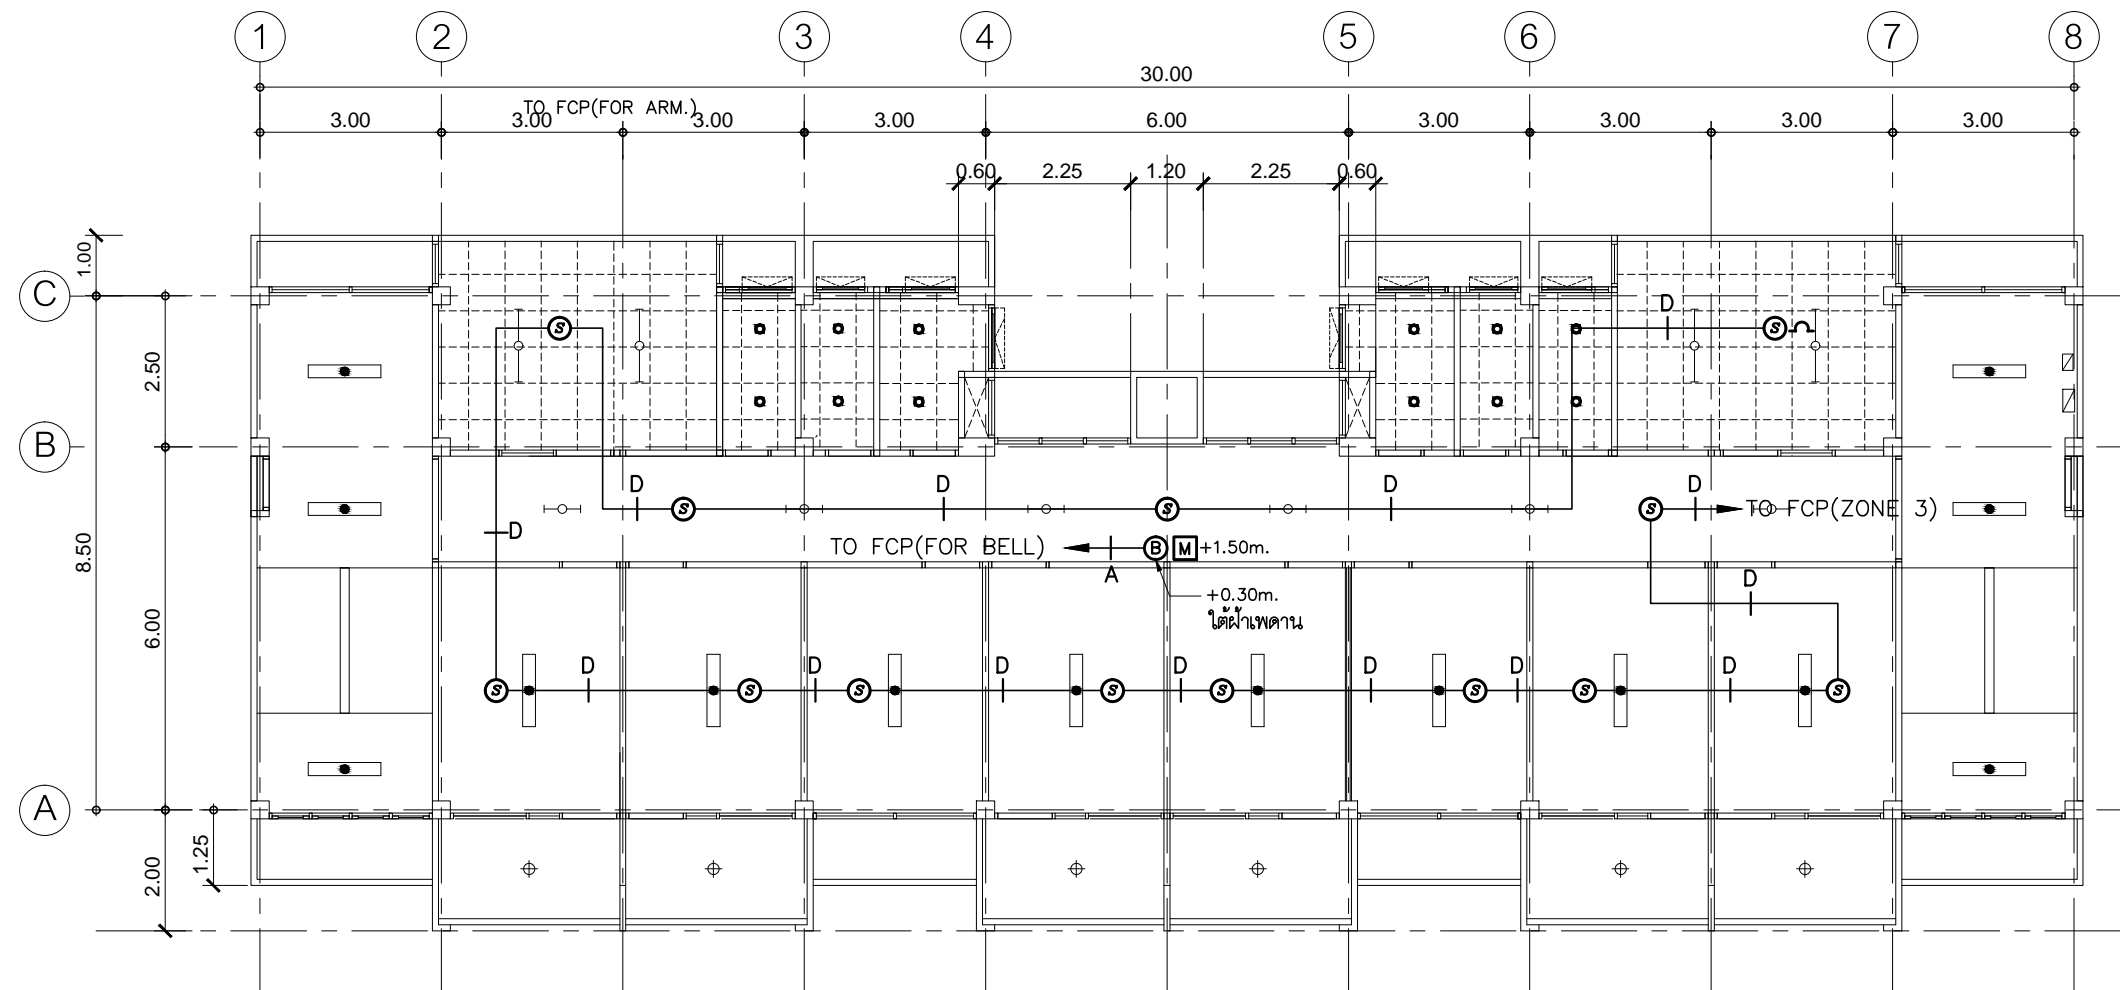 1 2 3 4 5 6 7 8
30.00
TO FCP(FOR ARM.)
3.00 3.00 3.00 3.00 6.00 3.00 3.00 3.00 3.00
0.60 2.25 1.20 2.25 0.60
1.00
C
D
S S
2.50
B
D D D D
S S S TO FCP(ZONE 3)
D
8.50
TO FCP(FOR BELL) B M +1.50m.
A
D
+0.30m.
ใต้ฝ้าเพดาน
6.00
D D D D D D D
S S S S S S S S
A
1.25
2.00